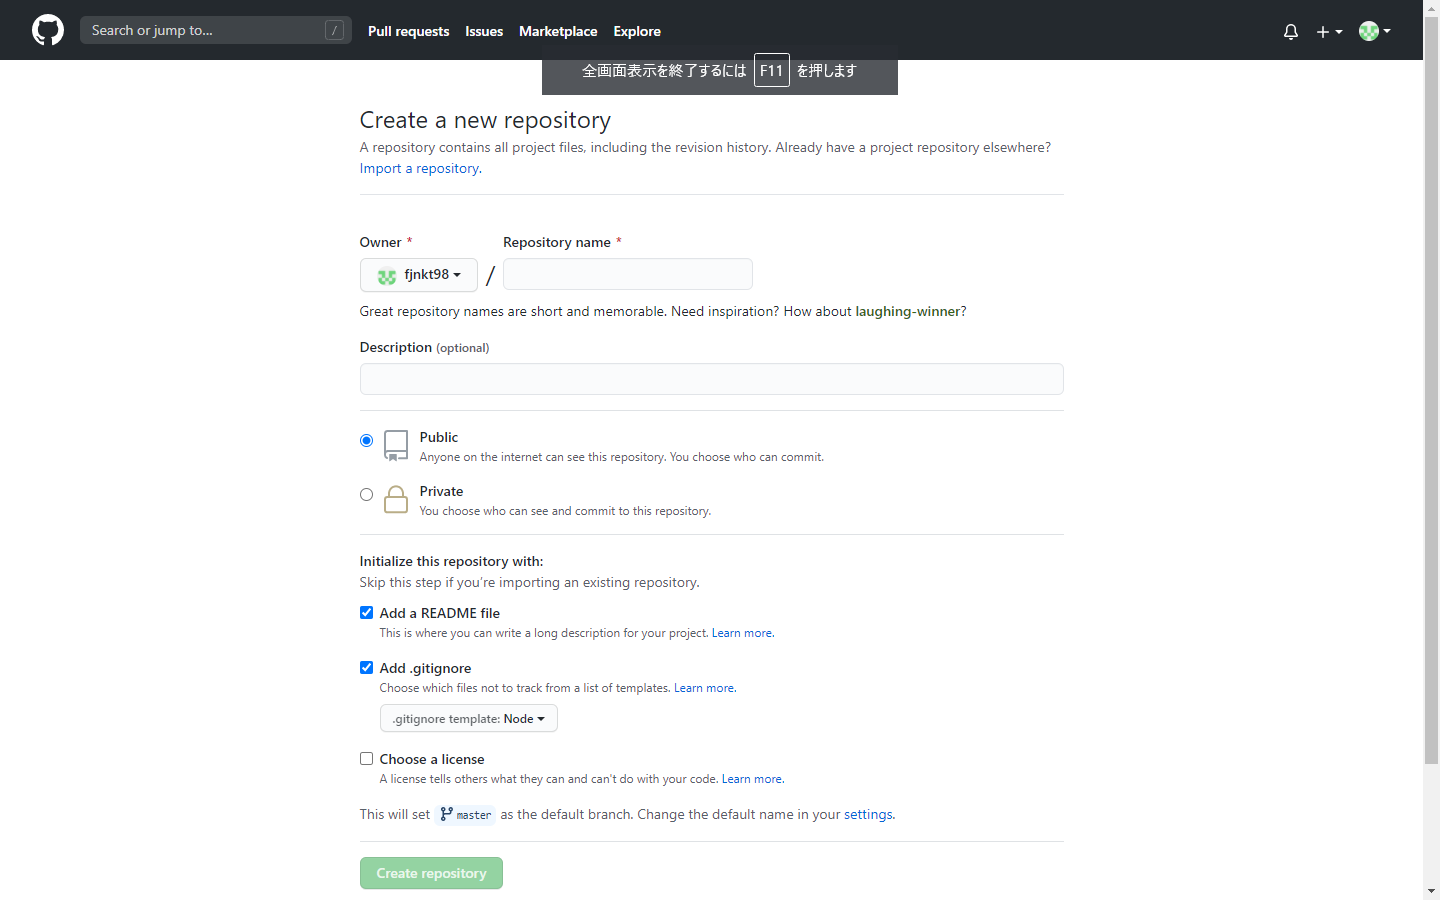 Search or jump to... /
Pull requests Issues Marketplace Explore
全画面表示を終了するには F11 を押します
Create a new repository
A repository contains all project files, including the revision history. Already have a project repository elsewhere?
Import a repository.
Owner * Repository name *
fjnkt98 /
Great repository names are short and memorable. Need inspiration? How about laughing-winner?
Description (optional)
Public
Anyone on the internet can see this repository. You choose who can commit.
Private
You choose who can see and commit to this repository.
Initialize this repository with:
Skip this step if you’re importing an existing repository.
Add a README file
This is where you can write a long description for your project. Learn more.
Add .gitignore
Choose which files not to track from a list of templates. Learn more.
.gitignore template: Node
Choose a license
A license tells others what they can and can't do with your code. Learn more.
This will set master as the default branch. Change the default name in your settings.
Create repository